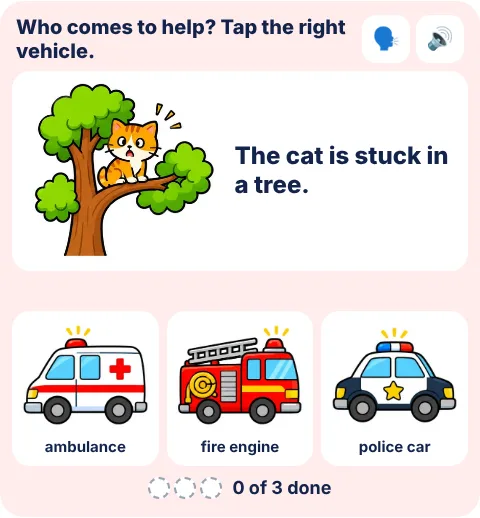 Who comes to help? Tap the right
vehicle.
The cat is stuck in
a tree.
ambulance
fire engine
police car
0 of 3 done